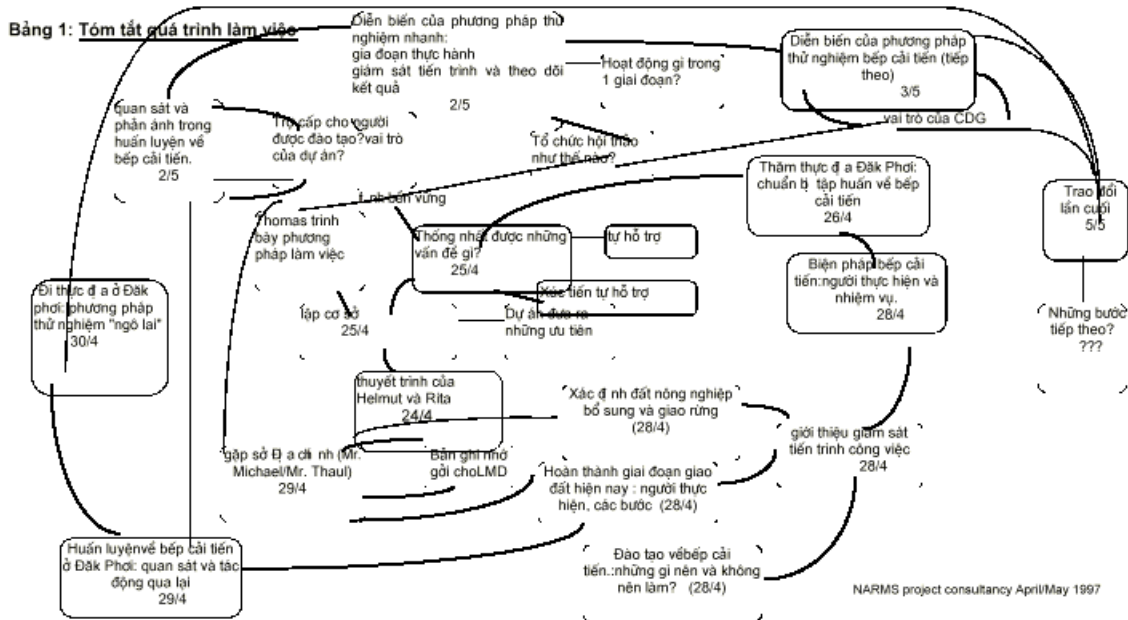 Bảng 1: Tóm tắt quá trình làm việc
Diễn biến của phương pháp thử
nghiệm nhanh:
gia đoạn thực hành
giám sát tiến trình và theo dõi
kết quả
2/5
Hoạt động gì trong
1 giai đoạn?
Diễn biến của phương pháp
thử nghiệm bếp cải tiến (tiếp
theo)
3/5
vai trò của CDG
quan sát và
phản ánh trong
huấn luyện về
bếp cải tiến.
2/5
Trợ cấp cho người
được đào tạo?vai trò
của dự án?
Tổ chức hội thảo
như thế nào?
Thăm thực địa Đăk Phơi:
chuẩn bị tập huấn về bếp
cải tiến
26/4
Trao đổi
lần cuối
5/5
tính bền vững
Thomas trình
bày phương
pháp làm việc
Thống nhất được những
vấn đề gì?
25/4
tự hỗ trợ
Biện pháp bếp cải
tiến:người thực hiện và
nhiệm vụ.
28/4
Đi thực địa ở Đăk
phơi: phương pháp
thử nghiệm "ngô lai"
30/4
Xúc tiến tự hỗ trợ
lập cơ sở
25/4
Dự án đưa ra
những ưu tiên
Những bước
tiếp theo?
???
thuyết trình của
Helmut và Rita
24/4
Xác định đất nông nghiệp
bổ sung và giao rừng
(28/4)
giới thiệu giám sát
tiến trình công việc
28/4
gặp sở Địa chính (Mr.
Michael/Mr. Thaul)
29/4
Bản ghi nhớ
gởi choLMD
Hoàn thành giai đoạn giao
đất hiện nay : người thực
hiện, các bước (28/4)
Huấn luyệnvề bếp cải tiến
ở Đăk Phơi: quan sát và tác
động qua lại
29/4
Đào tạo vềbếp cải
tiến.:những gì nên và không
nên làm? (28/4)
NARMS project consultancy April/May 1997